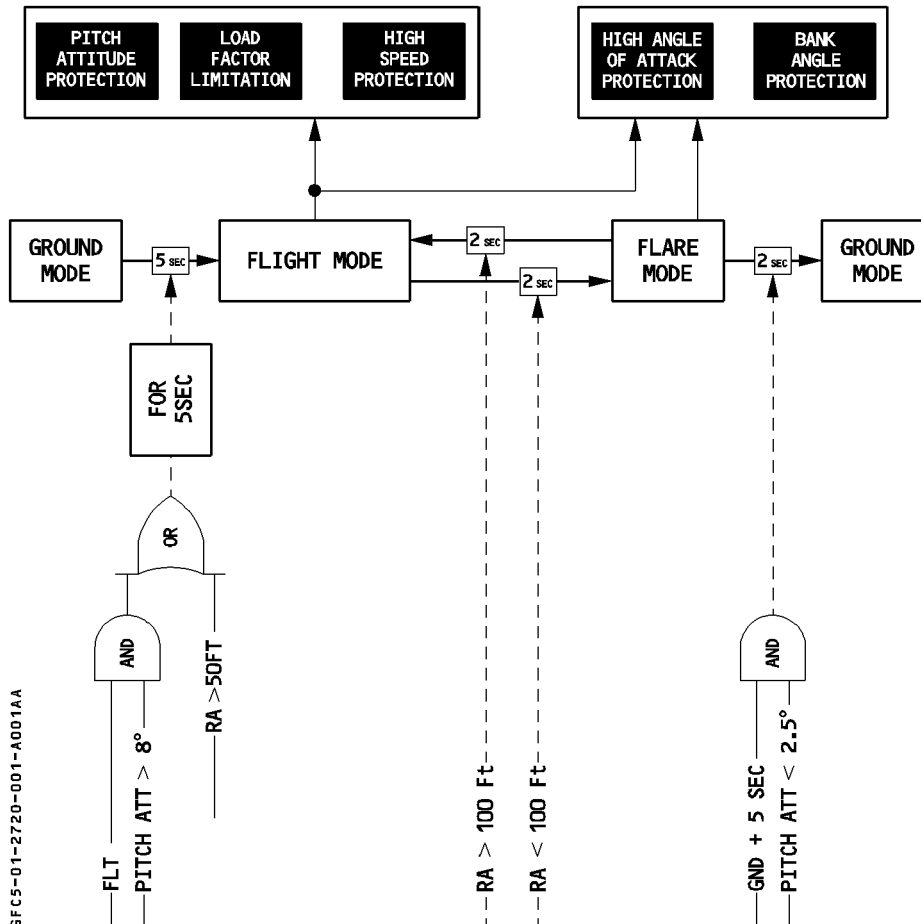 PITCH
ATTITUDE
PROTECTION
LOAD
FACTOR
LIMITATION
HIGH
SPEED
PROTECTION
HIGH ANGLE
OF ATTACK
PROTECTION
BANK
ANGLE
PROTECTION
GROUND
MODE
5 SEC
FLIGHT MODE
2 SEC
2 SEC
FLARE
MODE
2 SEC
GROUND
MODE
FOR
5SEC
OR
AND
RA >50FT
FLT
PITCH ATT > 8°
RA > 100 Ft
RA < 100 Ft
AND
GND + 5 SEC
PITCH ATT < 2.5°
SFC5-01-2720-001-A001AA